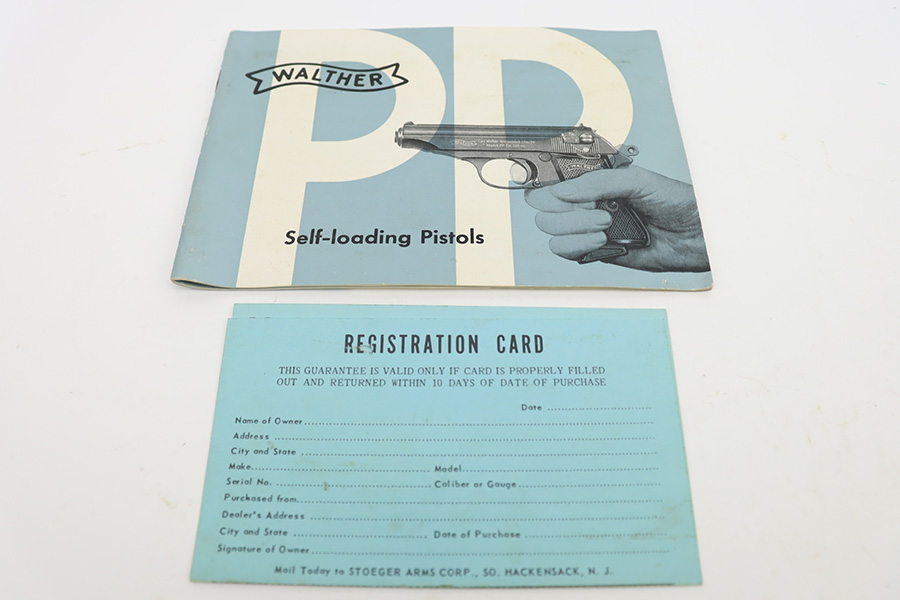 WALTHER
PP
WALTHER
Self-loading Pistols
REGISTRATION CARD
THIS GUARANTEE IS VALID ONLY IF CARD IS PROPERLY FILLED
OUT AND RETURNED WITHIN 10 DAYS OF DATE OF PURCHASE
Date
Name of Owner
Address
City and State
Make Model
Serial No. Caliber or Gauge
Purchased from
Dealer's Address
City and State Date of Purchase
Signature of Owner
Mail Today to STOEGER ARMS CORP., SO. HACKENSACK, N. J.